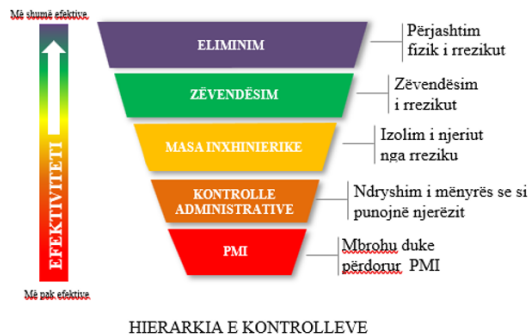 Më shumë efektive
EFEKTIVITETI
Më pak efektive
ELIMINIM
Përjashtim
fizik i rrezikut
ZËVENDËSIM
Zëvendësim
i rrezikut
MASA INXHINIERIKE
Izolim i njeriut
nga rreziku
KONTROLLE
ADMINISTRATIVE
Ndryshim i mënyrës se si
punojnë njerëzit
PMI
Mbrohu duke
përdorur PMI
HIERARKIA E KONTROLLEVE